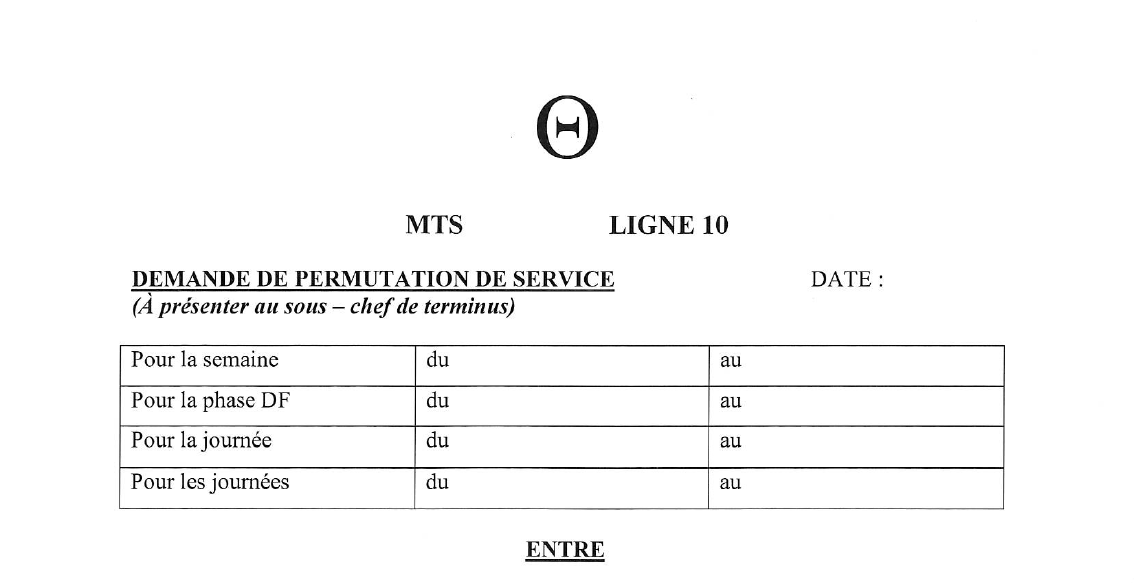 Θ
MTS LIGNE 10
DEMANDE DE PERMUTATION DE SERVICE DATE :
(À présenter au sous – chef de terminus)
Pour la semaine du au
Pour la phase DF du au
Pour la journée du au
Pour les journées du au
ENTRE